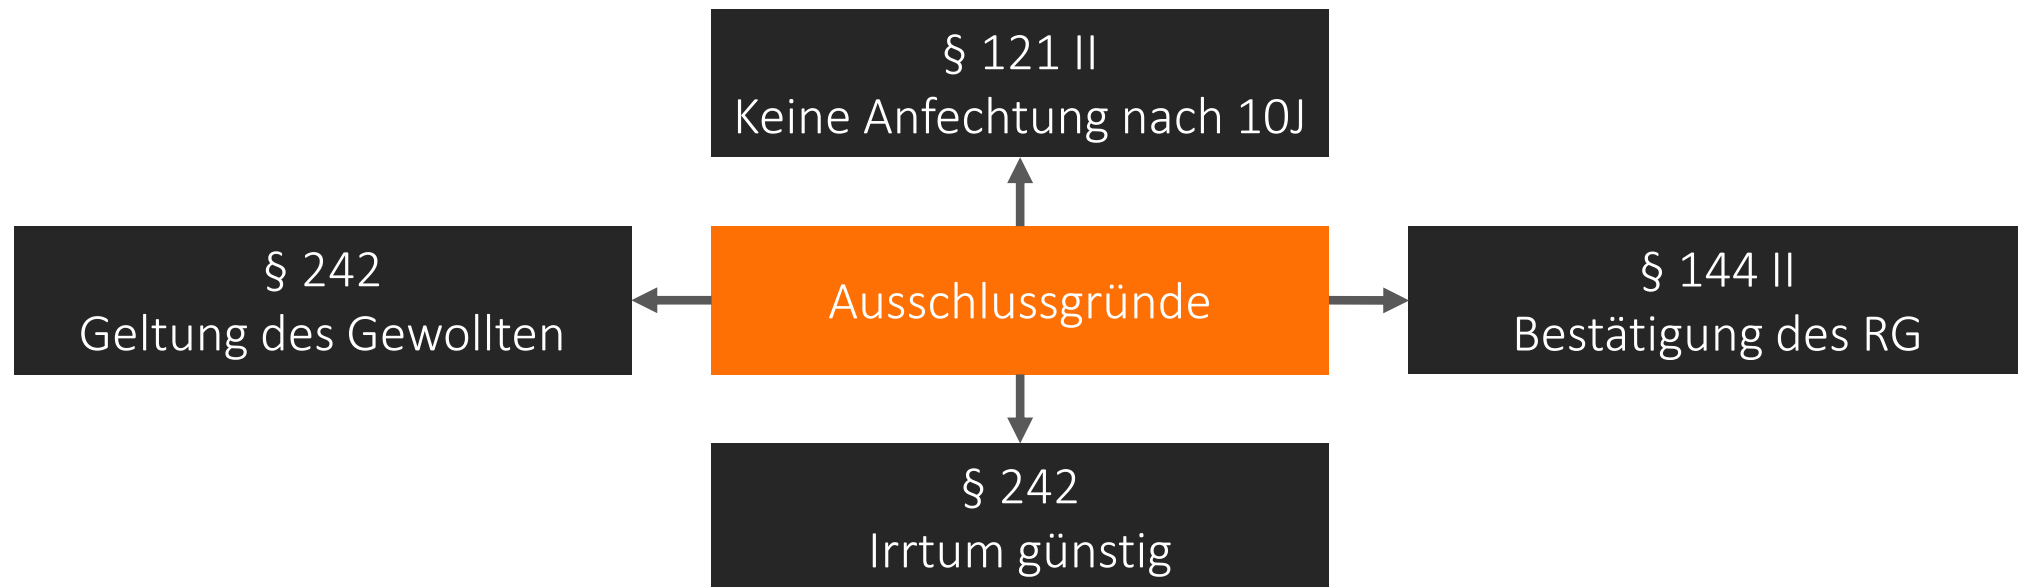 § 121 II
Keine Anfechtung nach 10J
§ 242
Geltung des Gewollten
Ausschlussgründe
§ 144 II
Bestätigung des RG
§ 242
Irrtum günstig